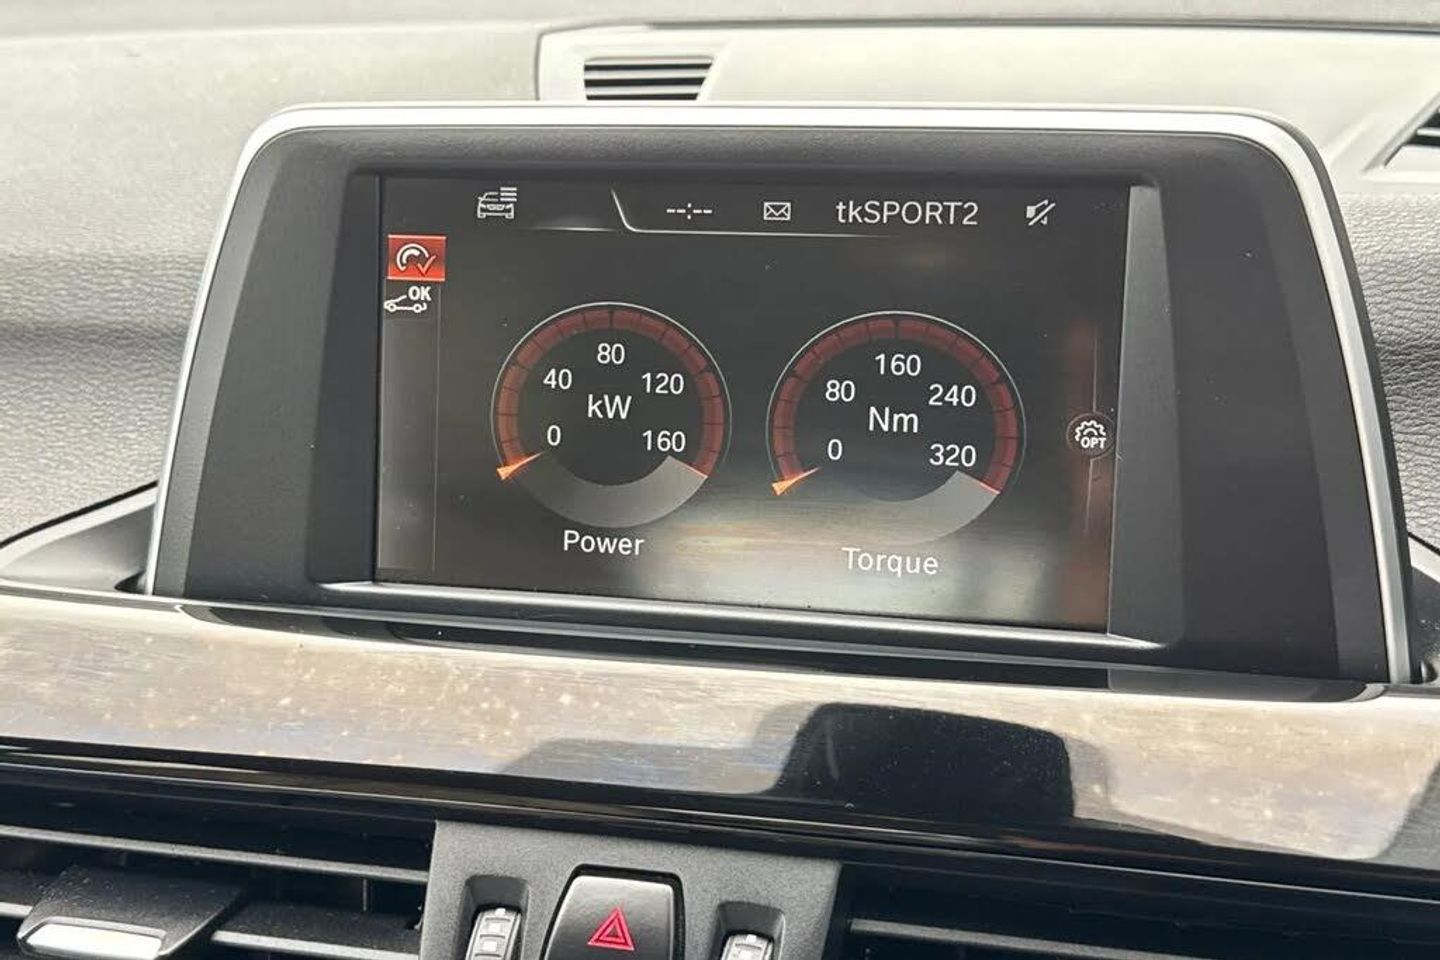 --:-- tkSPORT2
OK
80
40 120
kW
0 160
Power
160
80 240
Nm
0 320
Torque
OPT